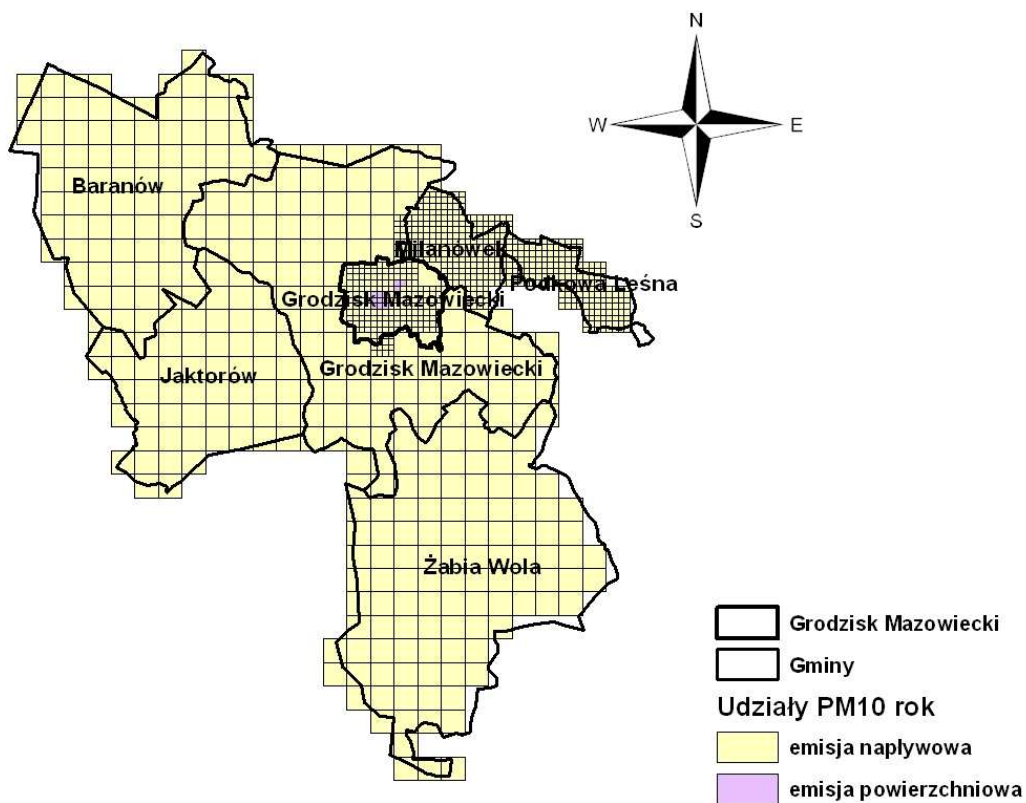 N
W
E
S
Baranów
Milanówek
Podkowa Leśna
Grodzisk Mazowiecki
Grodzisk Mazowiecki
Jaktorów
Żabia Wola
Grodzisk Mazowiecki
Gminy
Udziały PM10 rok
emisja napływowa
emisja powierzchniowa